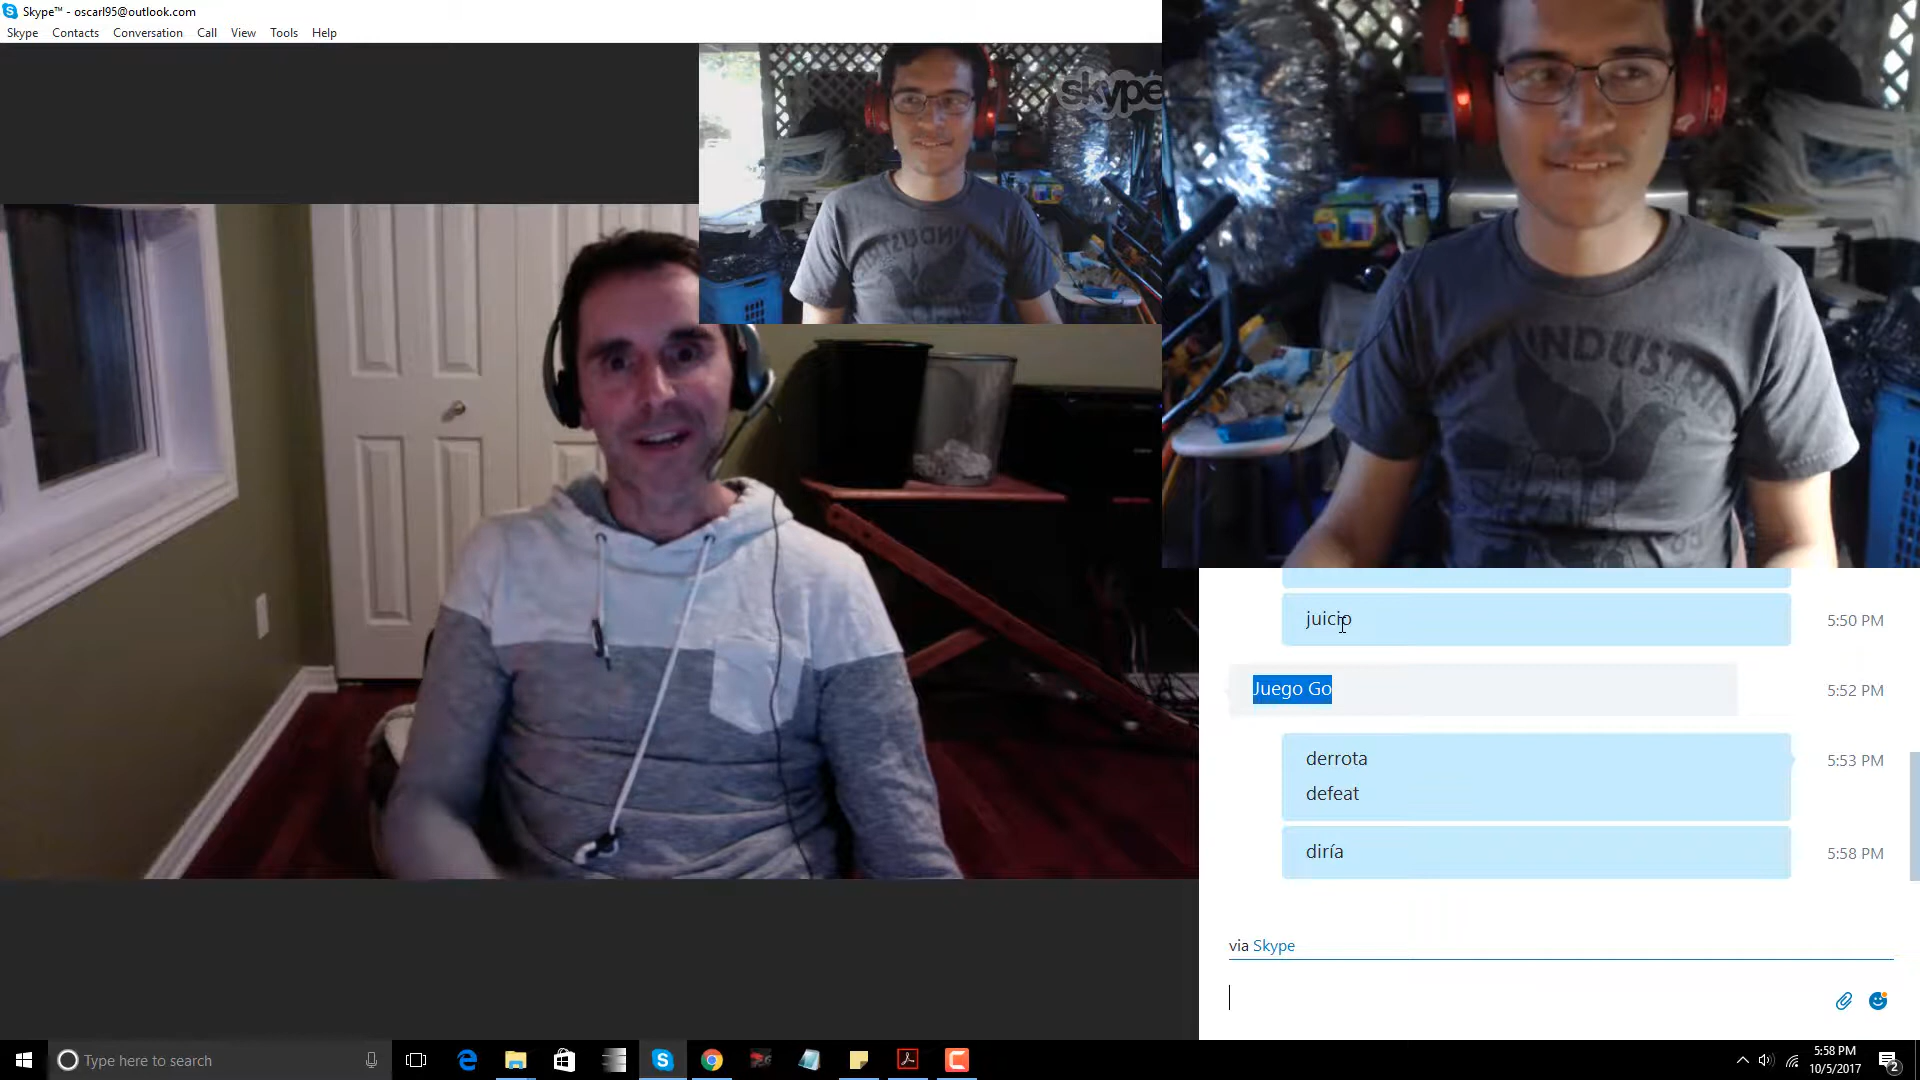 Skype™ - oscarl95@outlook.com
Skype Contacts Conversation Call View Tools Help
skype
juicio
5:50 PM
Juego Go
5:52 PM
derrota
5:53 PM
defeat
diría
5:58 PM
via Skype
Type here to search
5:58 PM
10/5/2017
2